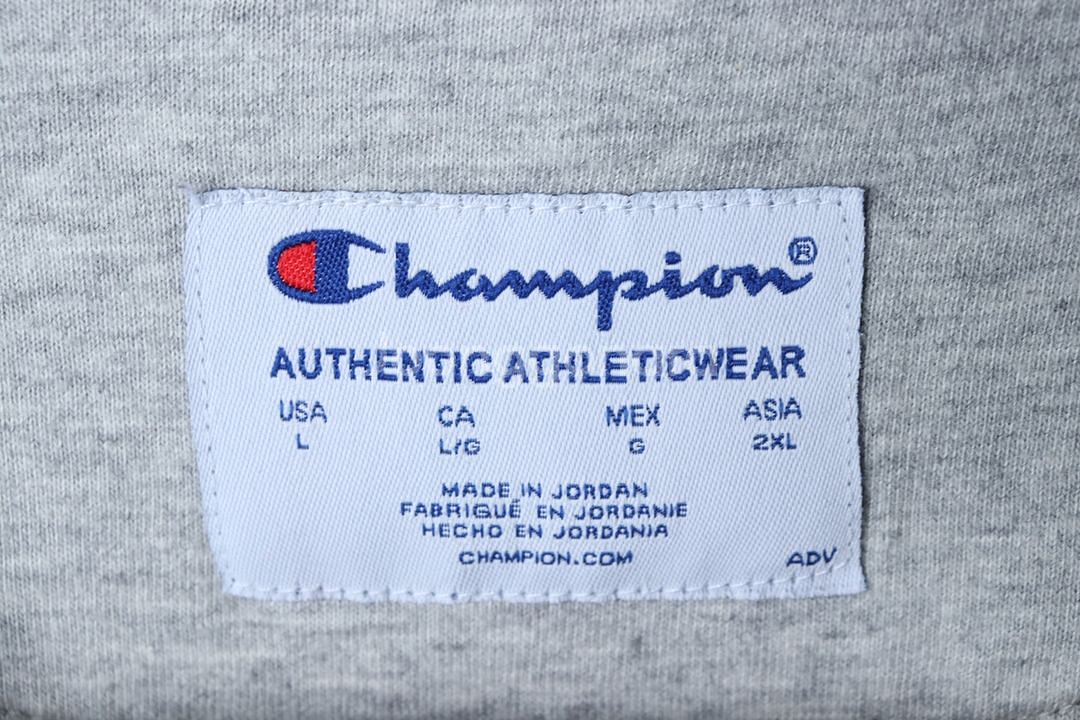 Champion®
AUTHENTIC ATHLETICWEAR
USA CA MEX ASIA
L L/G G 2XL
MADE IN JORDAN
FABRIQUÉ EN JORDANIE
HECHO EN JORDANIA
CHAMPION.COM ADV